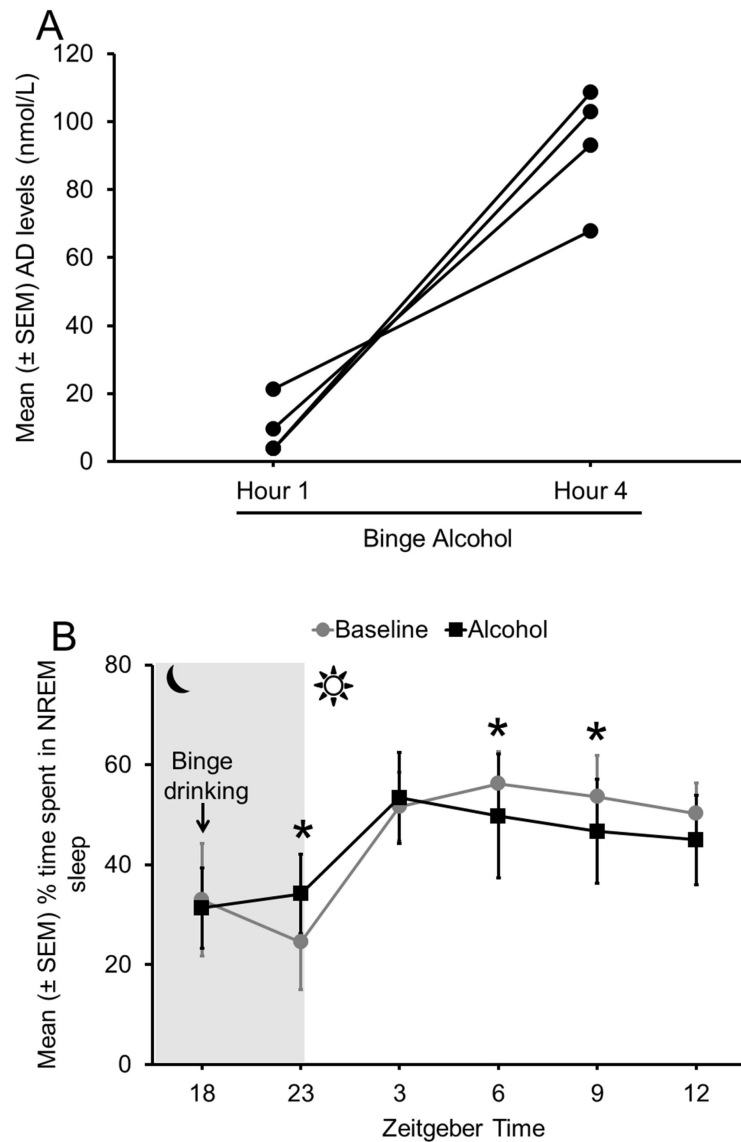 A
Mean (± SEM) AD levels (nmol/L)
120
100
80
60
40
20
0
Hour 1 Hour 4
Binge Alcohol
B
Baseline Alcohol
Mean (± SEM) % time spent in NREM
sleep
80
60
40
20
0
Binge
drinking
*
*
*
18 23 3 6 9 12
Zeitgeber Time